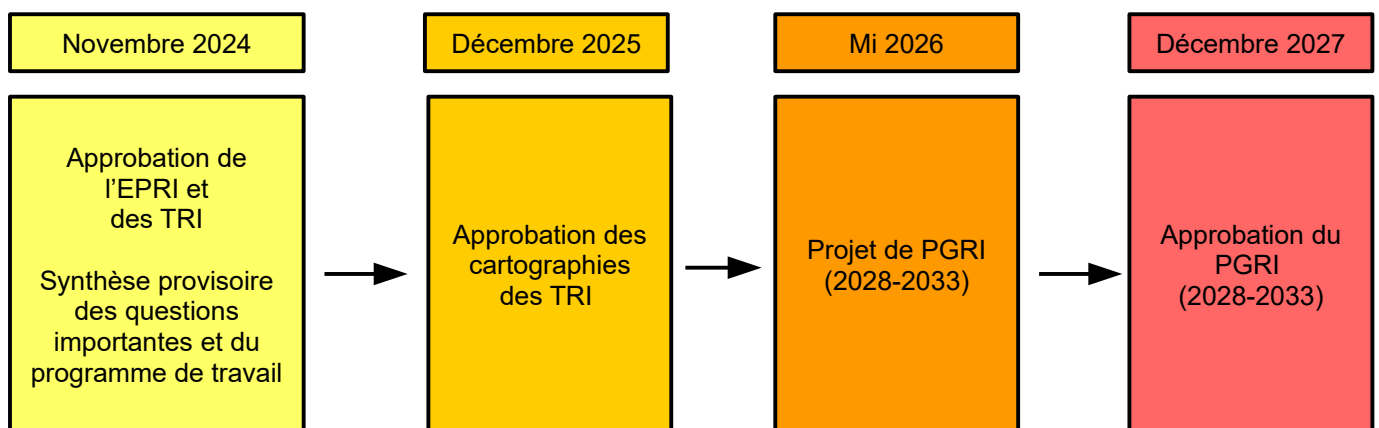 Novembre 2024
Décembre 2025
Mi 2026
Décembre 2027
Approbation de
l’EPRI et
des TRI
Synthèse provisoire
des questions
importantes et du
programme de travail
Approbation des
cartographies
des TRI
Projet de PGRI
(2028-2033)
Approbation du
PGRI
(2028-2033)